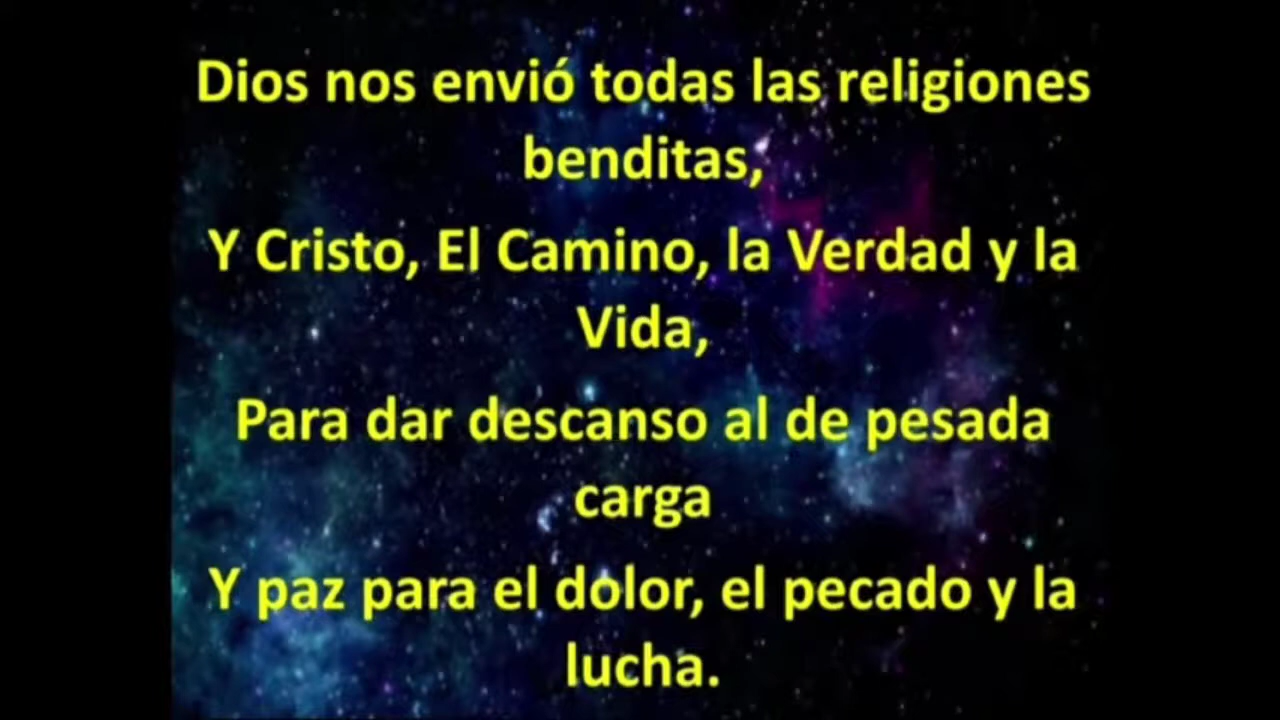 Dios nos envió todas las religiones
benditas,
Y Cristo, El Camino, la Verdad y la
Vida,
Para dar descanso al de pesada
carga
Y paz para el dolor, el pecado y la
lucha.